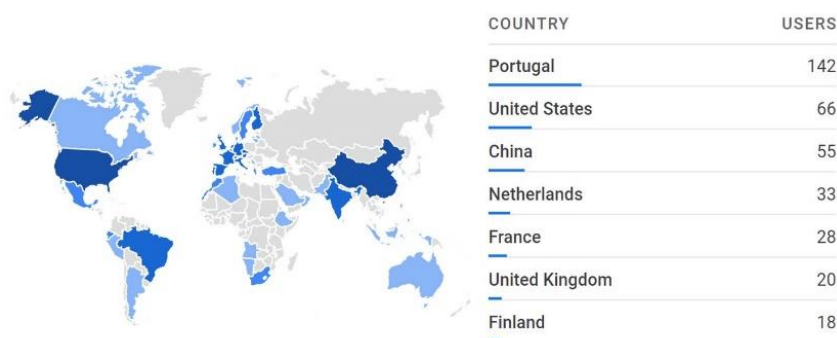 COUNTRY USERS
Portugal 142
United States 66
China 55
Netherlands 33
France 28
United Kingdom 20
Finland 18